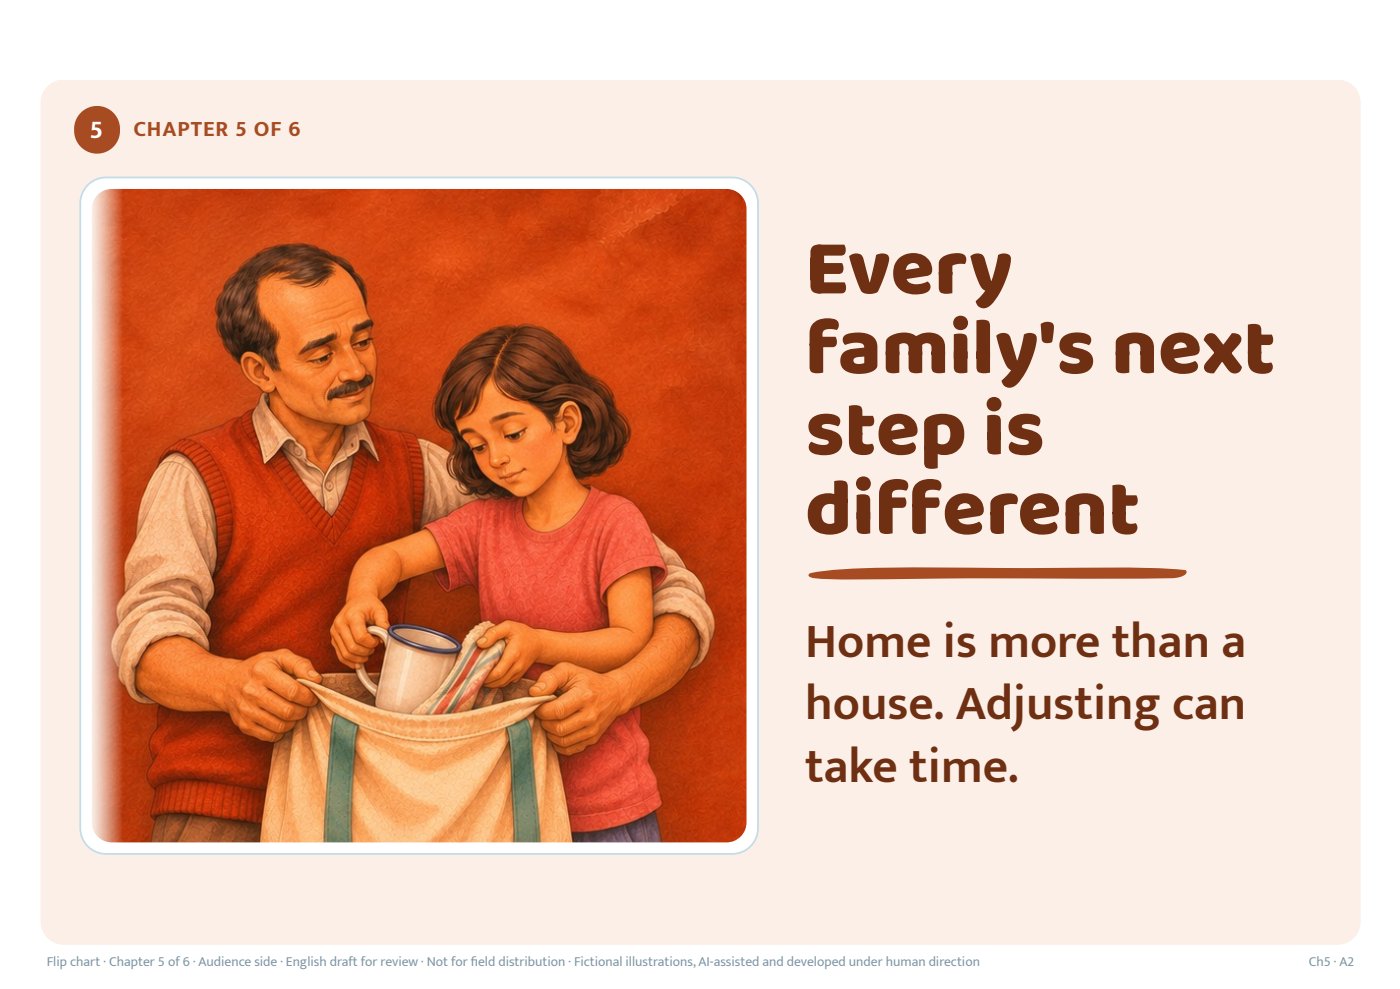 5
CHAPTER 5 OF 6
Every
family's next
step is
different
Home is more than a
house. Adjusting can
take time.
Flip chart · Chapter 5 of 6 · Audience side · English draft for review · Not for field distribution · Fictional illustrations, AI-assisted and developed under human direction
Ch5 · A2